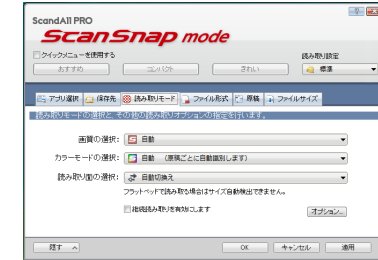 ScandAll PRO
ScanSnap mode
クイックメニューを使用する
読み取り設定
おすすめ
コンパクト
きれい
標準
アプリ選択
保存先
読み取りモード
ファイル形式
原稿
ファイルサイズ
読み取りモードの選択と、その他の読み取りオプションの指定を行います。
画質の選択:
自動
カラーモードの選択:
自動 (原稿ごとに自動識別します)
読み取り面の選択:
自動切換え
フラットベッドで読み取る場合はサイズ自動検出できません。
継続読み取りを有効にします
オプション...
隠す
OK
キャンセル
適用